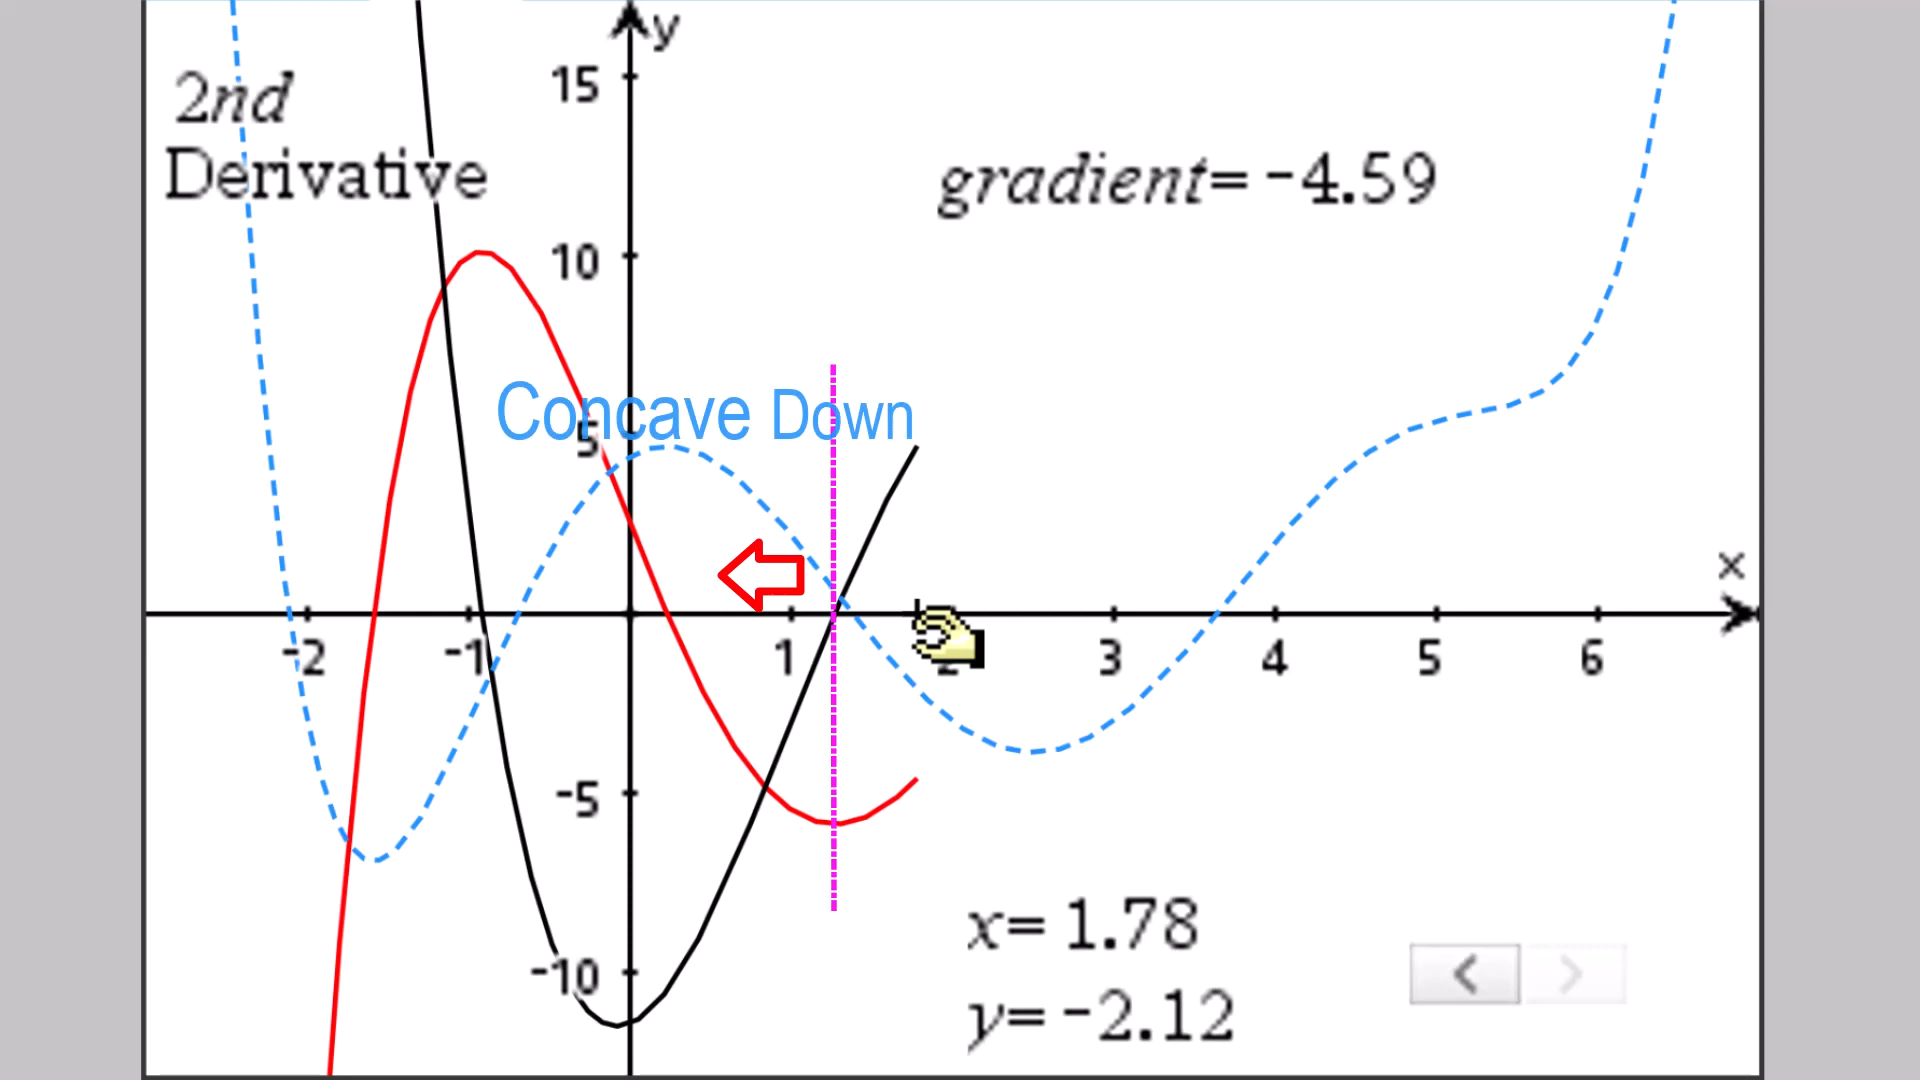 y
15
2nd
Derivative
gradient= -4.59
10
Concave Down
5
x
-2 -1 1 2 3 4 5 6
-5
x= 1.78
-10
y= -2.12